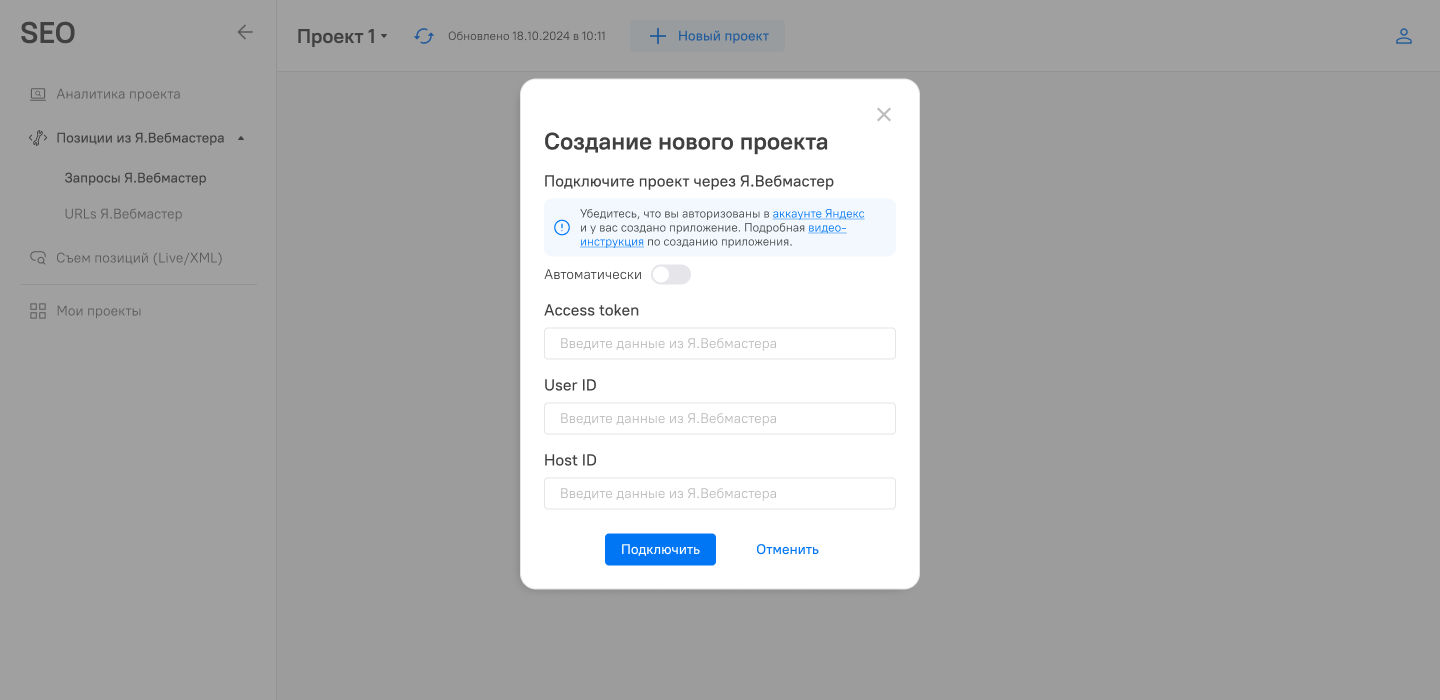 SEO
Аналитика проекта
Позиции из Я.Вебмастера
Запросы Я.Вебмастер
URLs Я.Вебмастер
Съем позиций (Live/XML)
Мои проекты
Проект 1
Обновлено 18.10.2024 в 10:11
Новый проект
Создание нового проекта
Подключите проект через Я.Вебмастер
Убедитесь, что вы авторизованы в аккаунте Яндекс
и у вас создано приложение. Подробная видео-
инструкция по созданию приложения.
Автоматически
Access token
Введите данные из Я.Вебмастера
User ID
Введите данные из Я.Вебмастера
Host ID
Введите данные из Я.Вебмастера
Подключить
Отменить